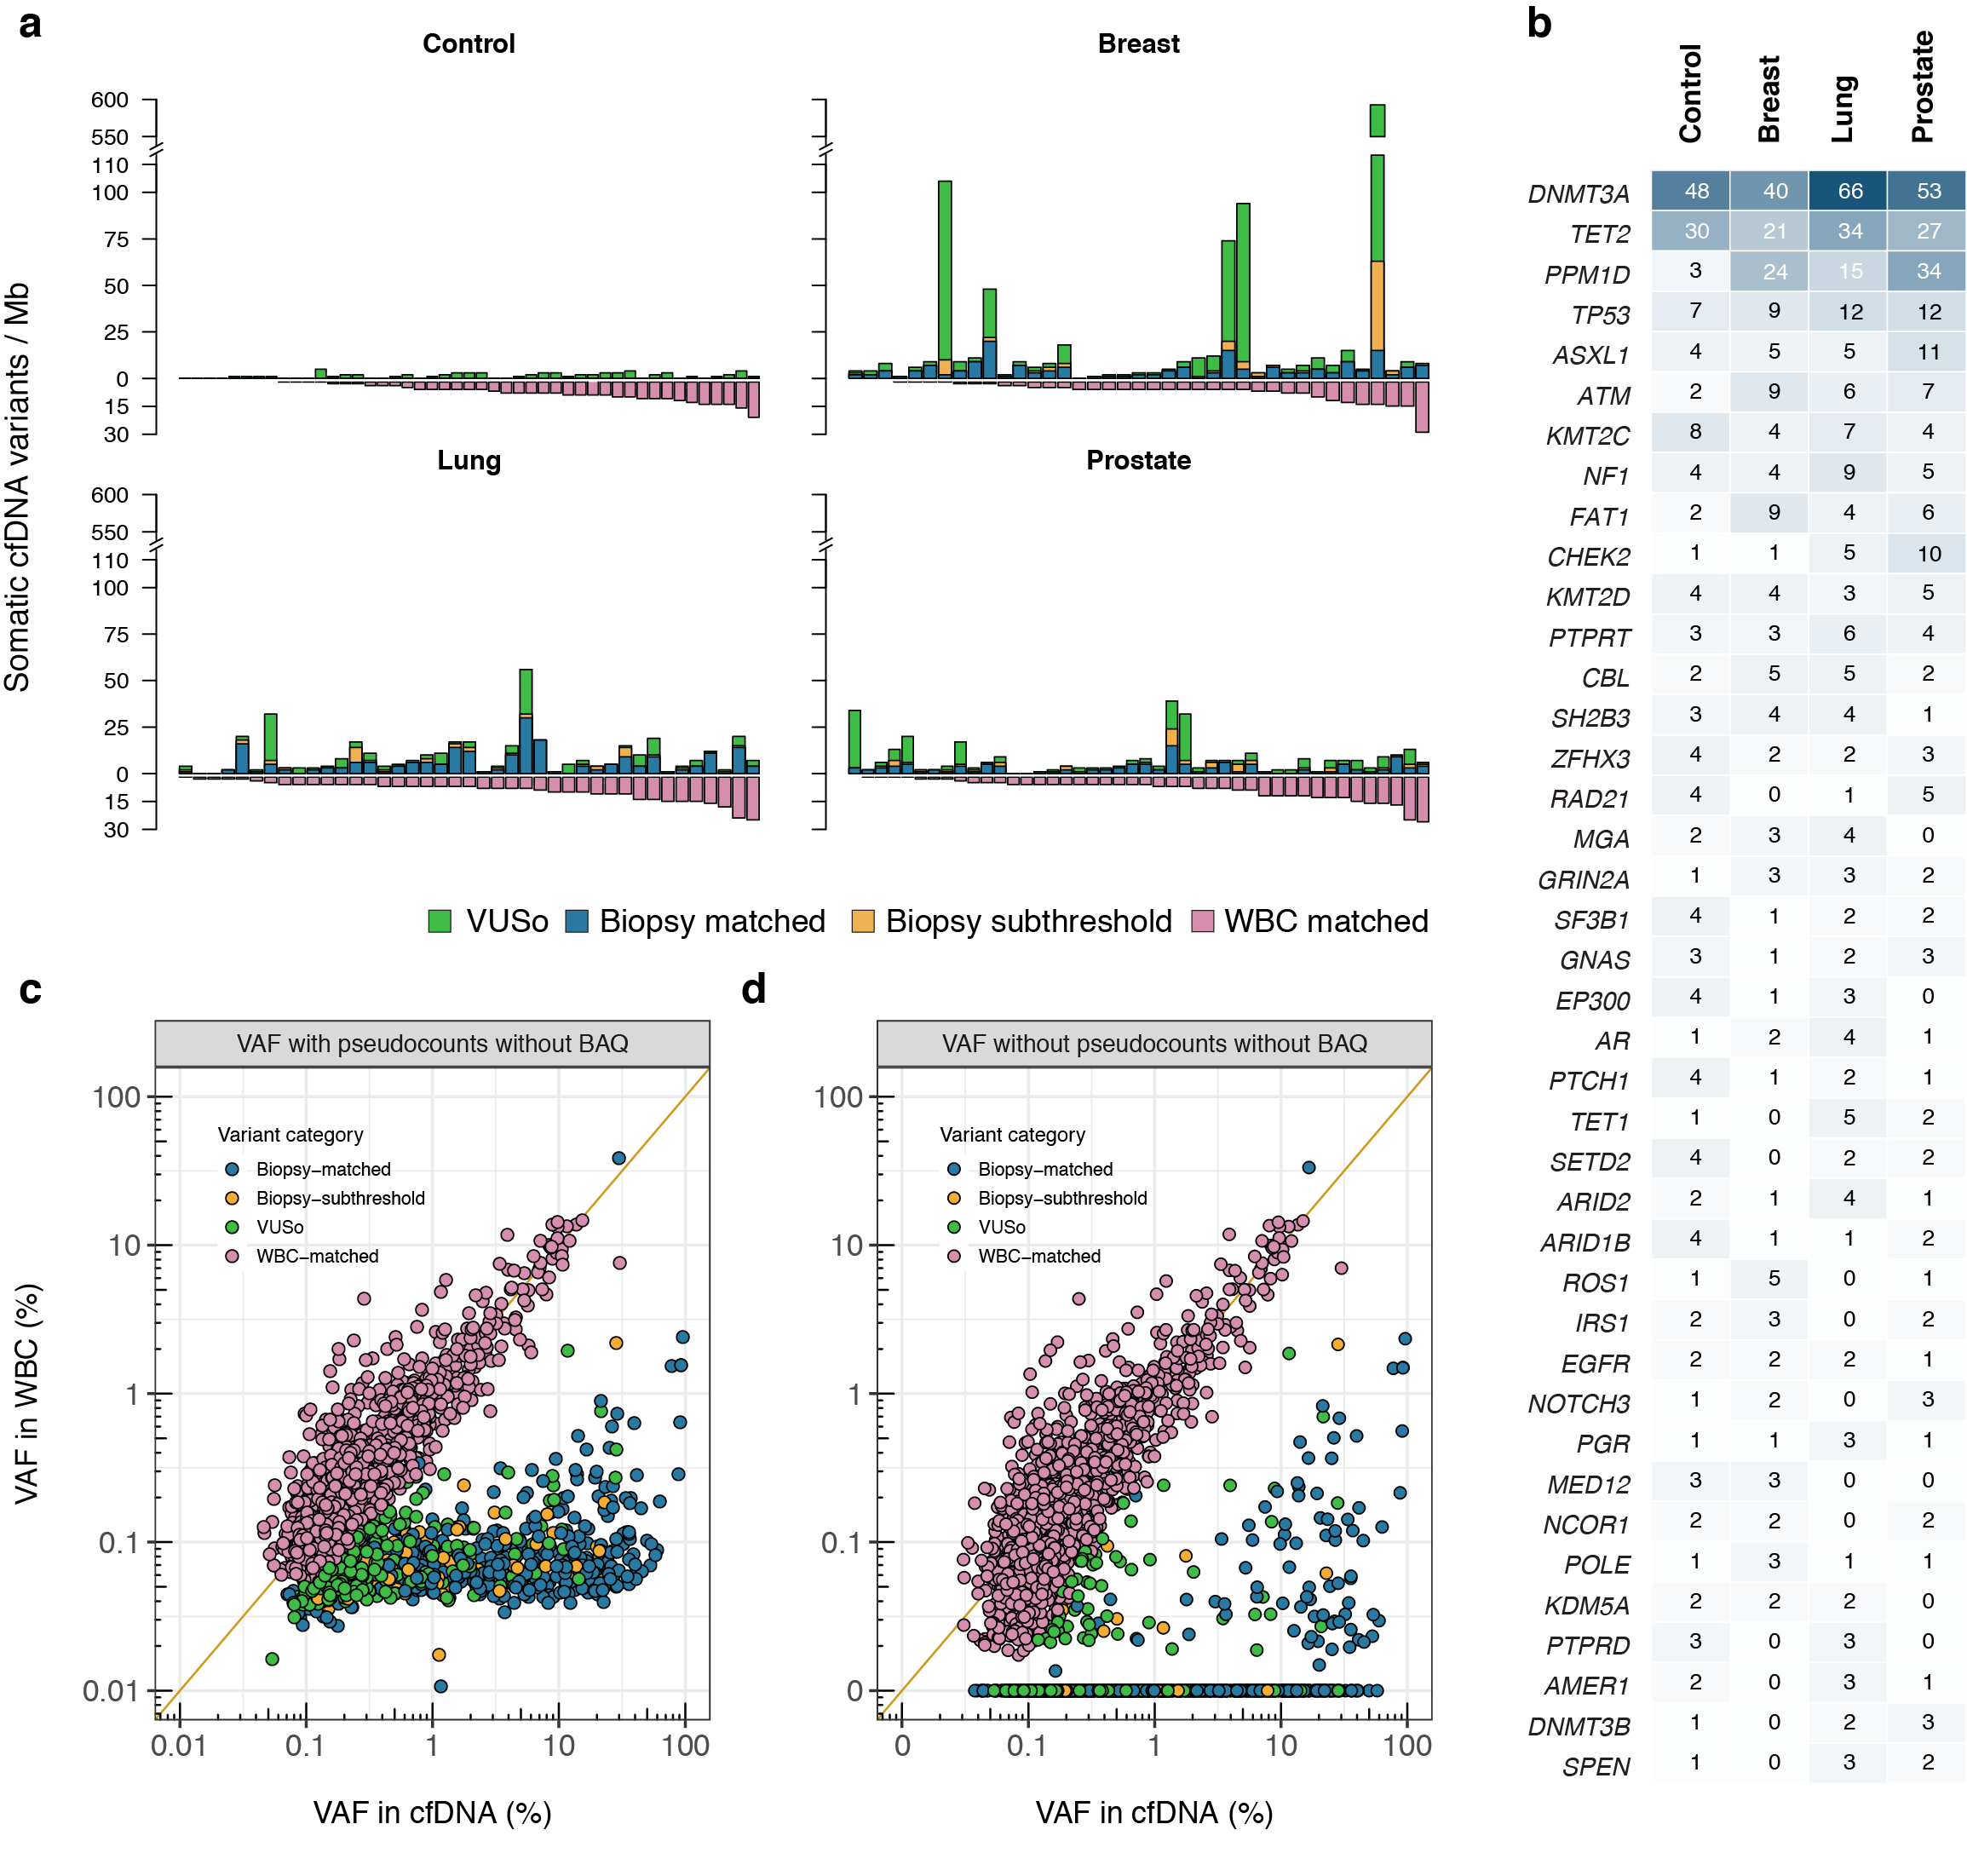 a
Control
Breast
Somatic cfDNA variants / Mb
600
550
110
100
75
50
25
0
15
30
Lung
Prostate
600
550
110
100
75
50
25
0
15
30
VUSo Biopsy matched Biopsy subthreshold WBC matched
b
Control Breast Lung Prostate
DNMT3A 48 40 66 53
TET2 30 21 34 27
PPM1D 3 24 15 34
TP53 7 9 12 12
ASXL1 4 5 5 11
ATM 2 9 6 7
KMT2C 8 4 7 4
NF1 4 4 9 5
FAT1 2 9 4 6
CHEK2 1 1 5 10
KMT2D 4 4 3 5
PTPRT 3 3 6 4
CBL 2 5 5 2
SH2B3 3 4 4 1
ZFHX3 4 2 2 3
RAD21 4 0 1 5
MGA 2 3 4 0
GRIN2A 1 3 3 2
SF3B1 4 1 2 2
GNAS 3 1 2 3
EP300 4 1 3 0
AR 1 2 4 1
PTCH1 4 1 2 1
TET1 1 0 5 2
SETD2 4 0 2 2
ARID2 2 1 4 1
ARID1B 4 1 1 2
ROS1 1 5 0 1
IRS1 2 3 0 2
EGFR 2 2 2 1
NOTCH3 1 2 0 3
PGR 1 1 3 1
MED12 3 3 0 0
NCOR1 2 2 0 2
POLE 1 3 1 1
KDM5A 2 2 2 0
PTPRD 3 0 3 0
AMER1 2 0 3 1
DNMT3B 1 0 2 3
SPEN 1 0 3 2
c
VAF with pseudocounts without BAQ
VAF in WBC (%)
100
10
1
0.1
0.01
Variant category
Biopsy−matched
Biopsy−subthreshold
VUSo
WBC−matched
0.01 0.1 1 10 100
VAF in cfDNA (%)
d
VAF without pseudocounts without BAQ
100
10
1
0.1
0
Variant category
Biopsy−matched
Biopsy−subthreshold
VUSo
WBC−matched
0 0.1 1 10 100
VAF in cfDNA (%)